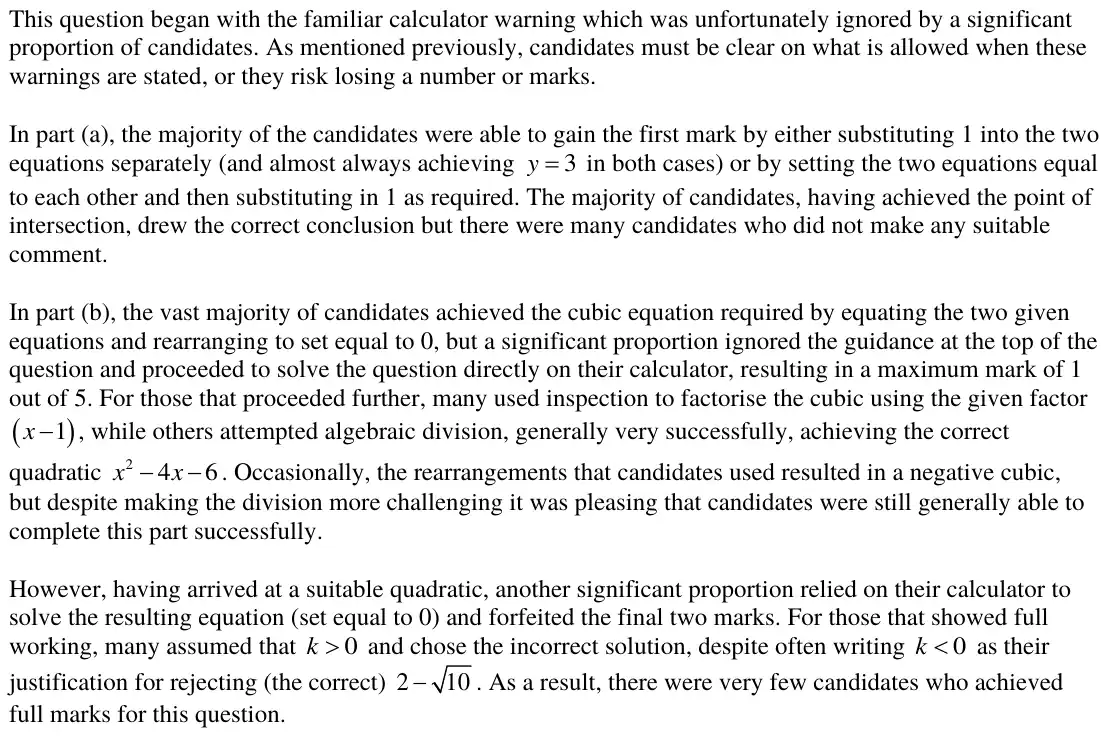 This question began with the familiar calculator warning which was unfortunately ignored by a significant
proportion of candidates. As mentioned previously, candidates must be clear on what is allowed when these
warnings are stated, or they risk losing a number or marks.
In part (a), the majority of the candidates were able to gain the first mark by either substituting 1 into the two
equations separately (and almost always achieving y = 3 in both cases) or by setting the two equations equal
to each other and then substituting in 1 as required. The majority of candidates, having achieved the point of
intersection, drew the correct conclusion but there were many candidates who did not make any suitable
comment.
In part (b), the vast majority of candidates achieved the cubic equation required by equating the two given
equations and rearranging to set equal to 0, but a significant proportion ignored the guidance at the top of the
question and proceeded to solve the question directly on their calculator, resulting in a maximum mark of 1
out of 5. For those that proceeded further, many used inspection to factorise the cubic using the given factor
(x−1), while others attempted algebraic division, generally very successfully, achieving the correct
quadratic x² − 4x − 6. Occasionally, the rearrangements that candidates used resulted in a negative cubic,
but despite making the division more challenging it was pleasing that candidates were still generally able to
complete this part successfully.
However, having arrived at a suitable quadratic, another significant proportion relied on their calculator to
solve the resulting equation (set equal to 0) and forfeited the final two marks. For those that showed full
working, many assumed that k > 0 and chose the incorrect solution, despite often writing k < 0 as their
justification for rejecting (the correct) 2 − √10. As a result, there were very few candidates who achieved
full marks for this question.